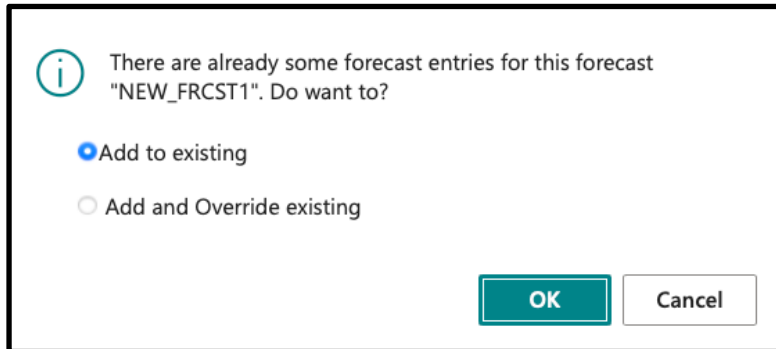 There are already some forecast entries for this forecast
"NEW_FRCST1". Do want to?
Add to existing
Add and Override existing
OK Cancel